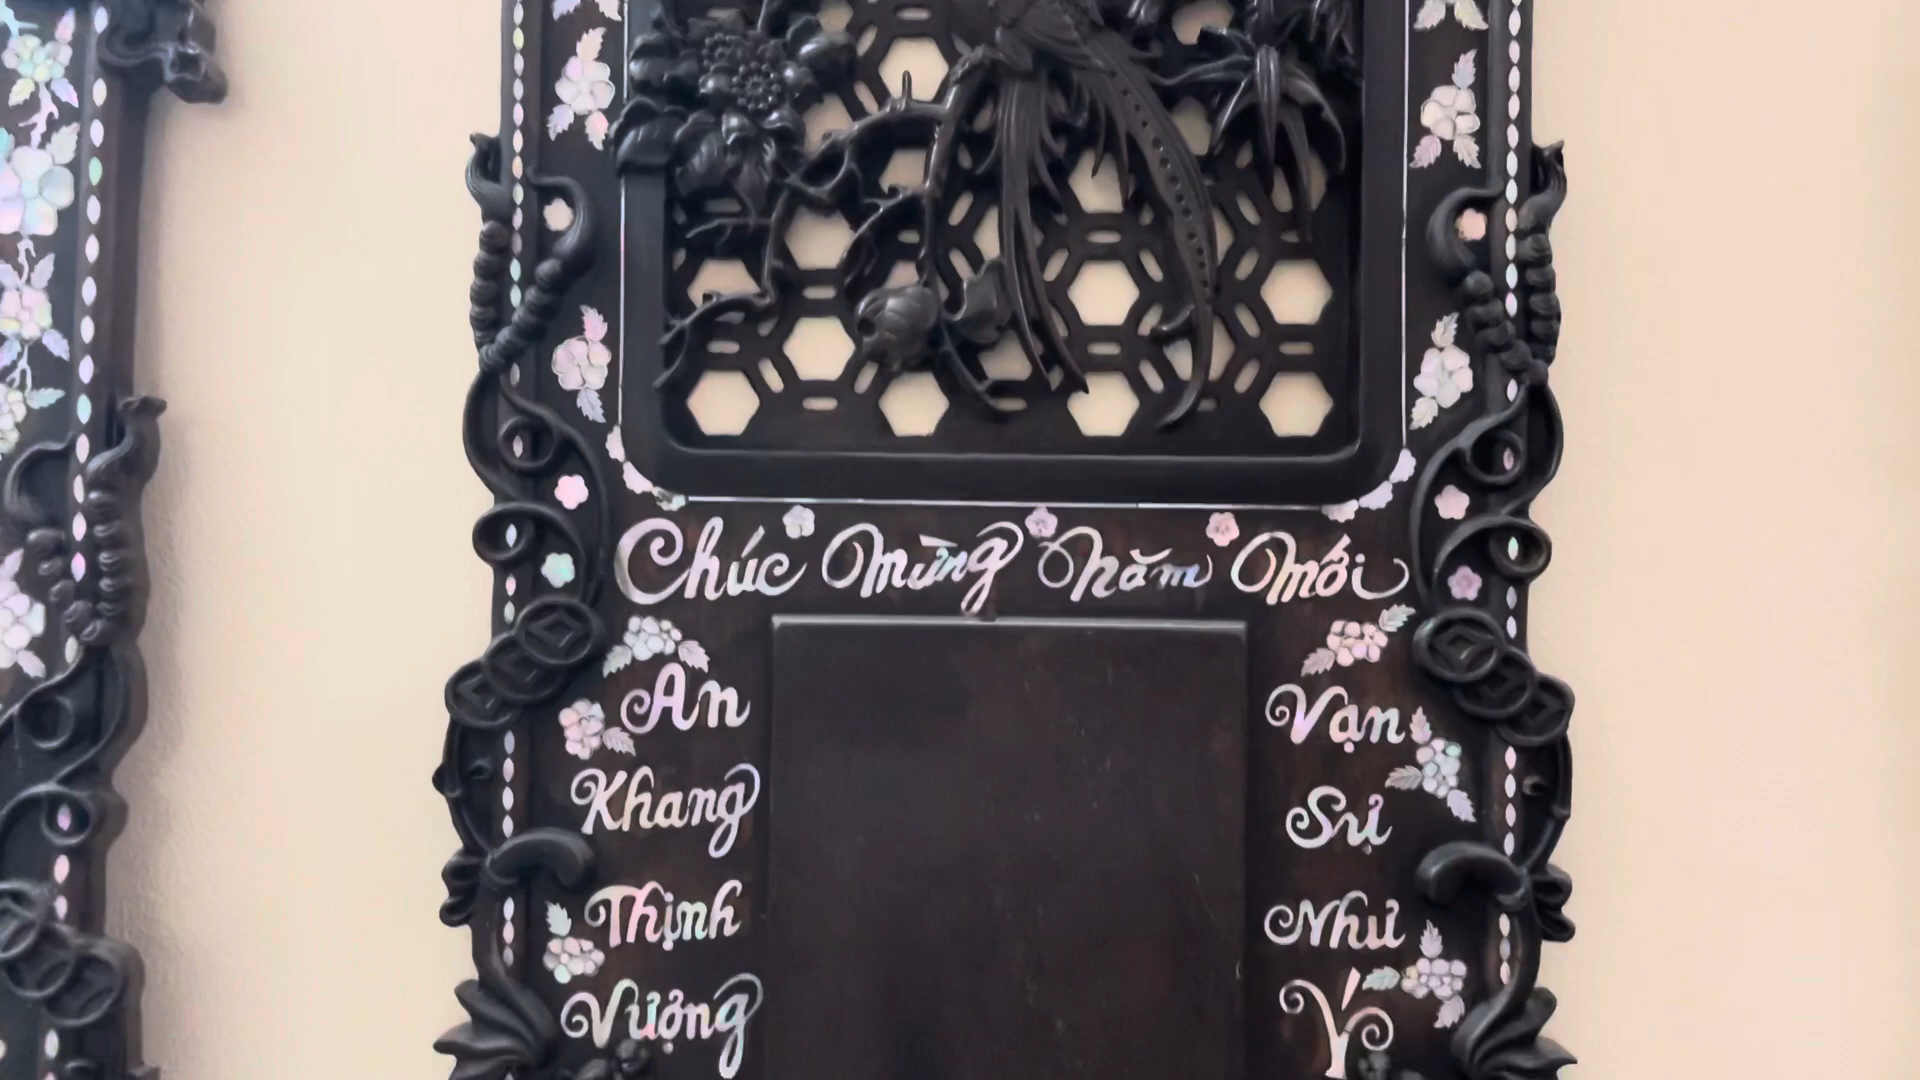 Chúc Mừng Năm Mới
An
Khang
Thịnh
Vượng
Vạn
Sự
Như
Ý